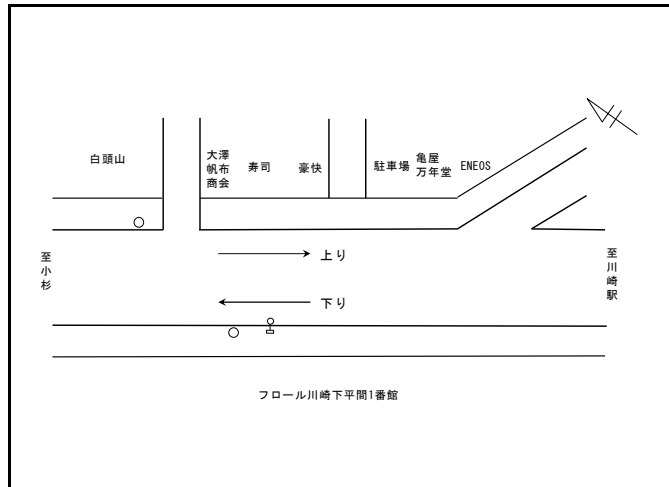 白頭山
大澤
帆布
商会
寿司
豪快
駐車場
亀屋
万年堂
ENEOS
上り
至小杉
至川崎駅
下り
フロール川崎下平間1番館